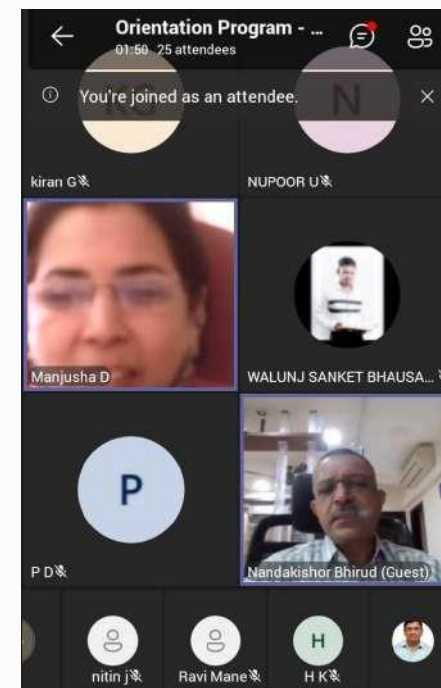 Orientation Program - ...
01:50 25 attendees
You're joined as an attendee.
KG
N
kiran G
NUPOOR U
Manjusha D
WALUNJ SANKET BHAUSA...
P
P D
Nandakishor Bhirud (Guest)
H
nitin j
Ravi Mane
H K